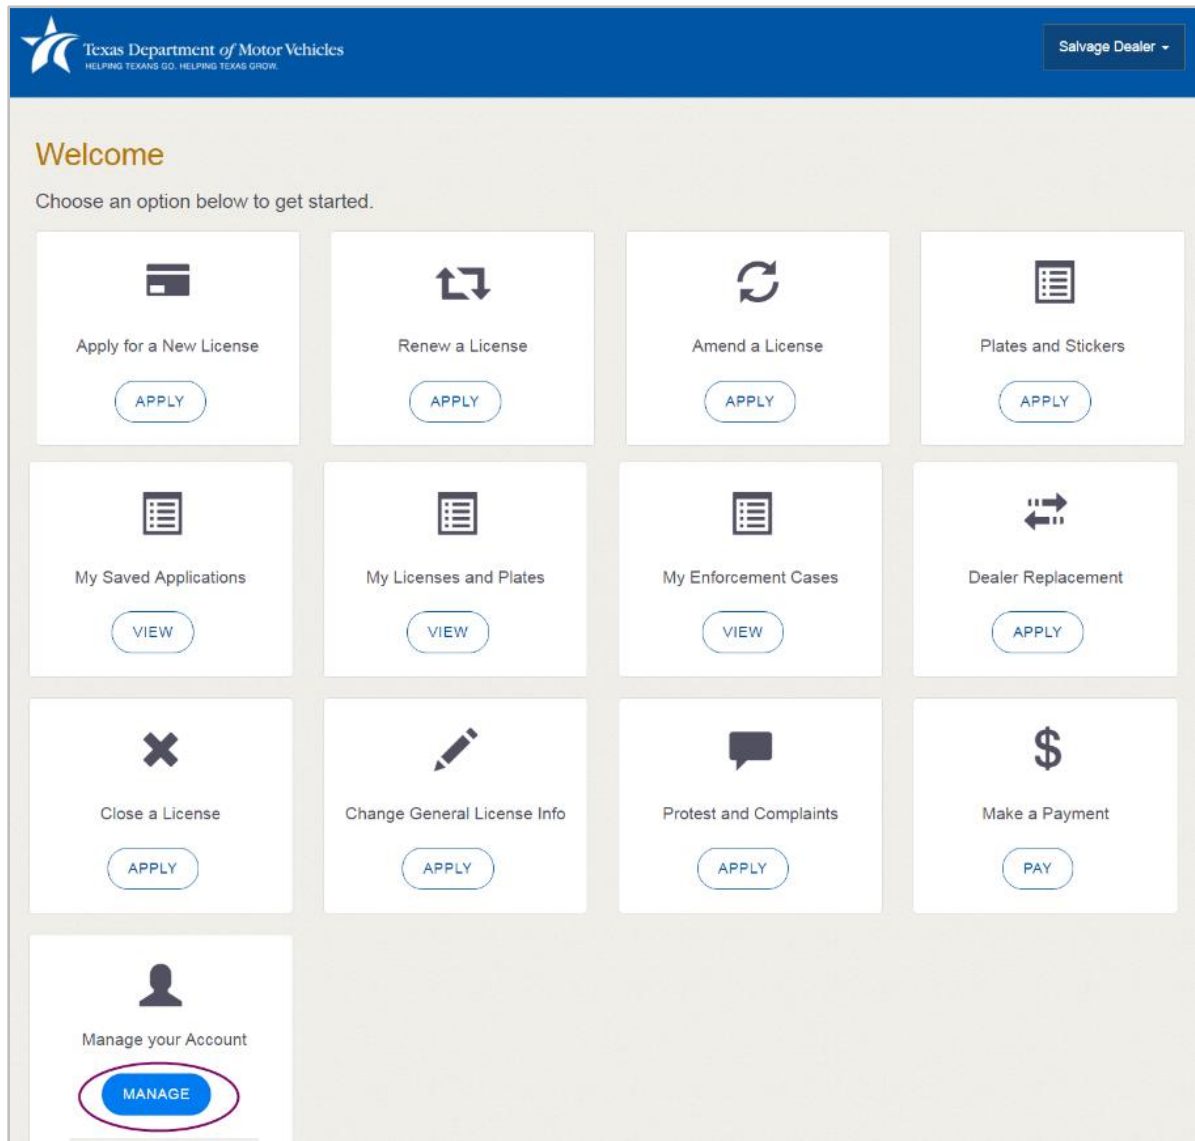 Texas Department of Motor Vehicles
HELPING TEXANS GO. HELPING TEXAS GROW.
Salvage Dealer
Welcome
Choose an option below to get started.
Apply for a New License
APPLY
Renew a License
APPLY
Amend a License
APPLY
Plates and Stickers
APPLY
My Saved Applications
VIEW
My Licenses and Plates
VIEW
My Enforcement Cases
VIEW
Dealer Replacement
APPLY
Close a License
APPLY
Change General License Info
APPLY
Protest and Complaints
APPLY
$
Make a Payment
PAY
Manage your Account
MANAGE